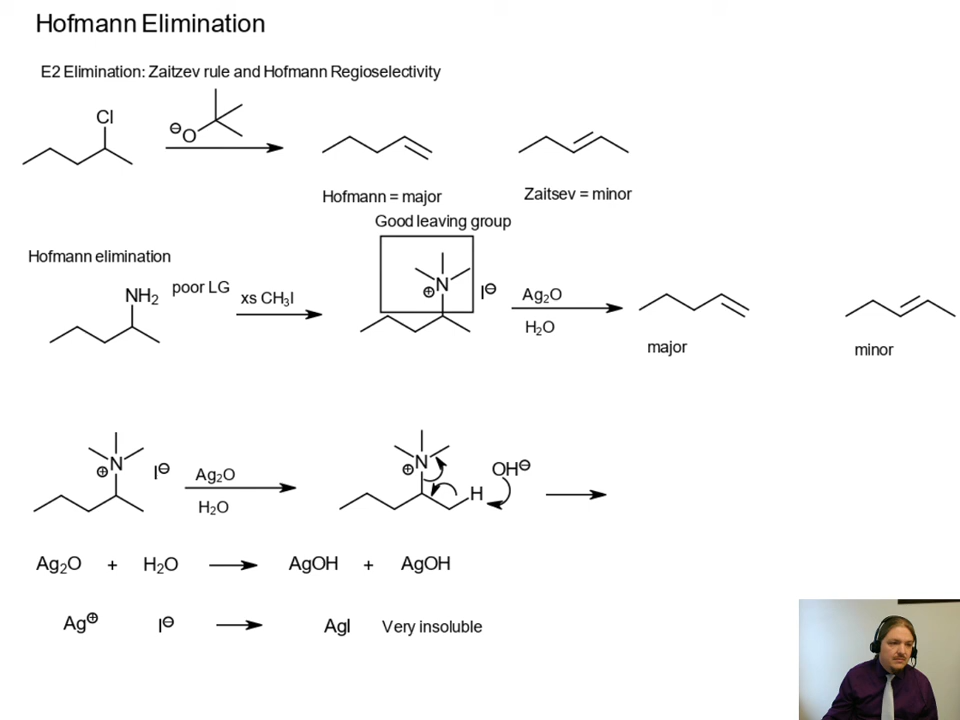 Hofmann Elimination
E2 Elimination: Zaitzev rule and Hofmann Regioselectivity
Cl
⊖O
Hofmann = major
Zaitsev = minor
Good leaving group
Hofmann elimination
NH₂
poor LG
xs CH₃I
⊕N
I⊖
Ag₂O
H₂O
major
minor
⊕N
I⊖
Ag₂O
H₂O
⊕N
H
OH⊖
Ag₂O + H₂O AgOH + AgOH
Ag⊕ I⊖ AgI Very insoluble